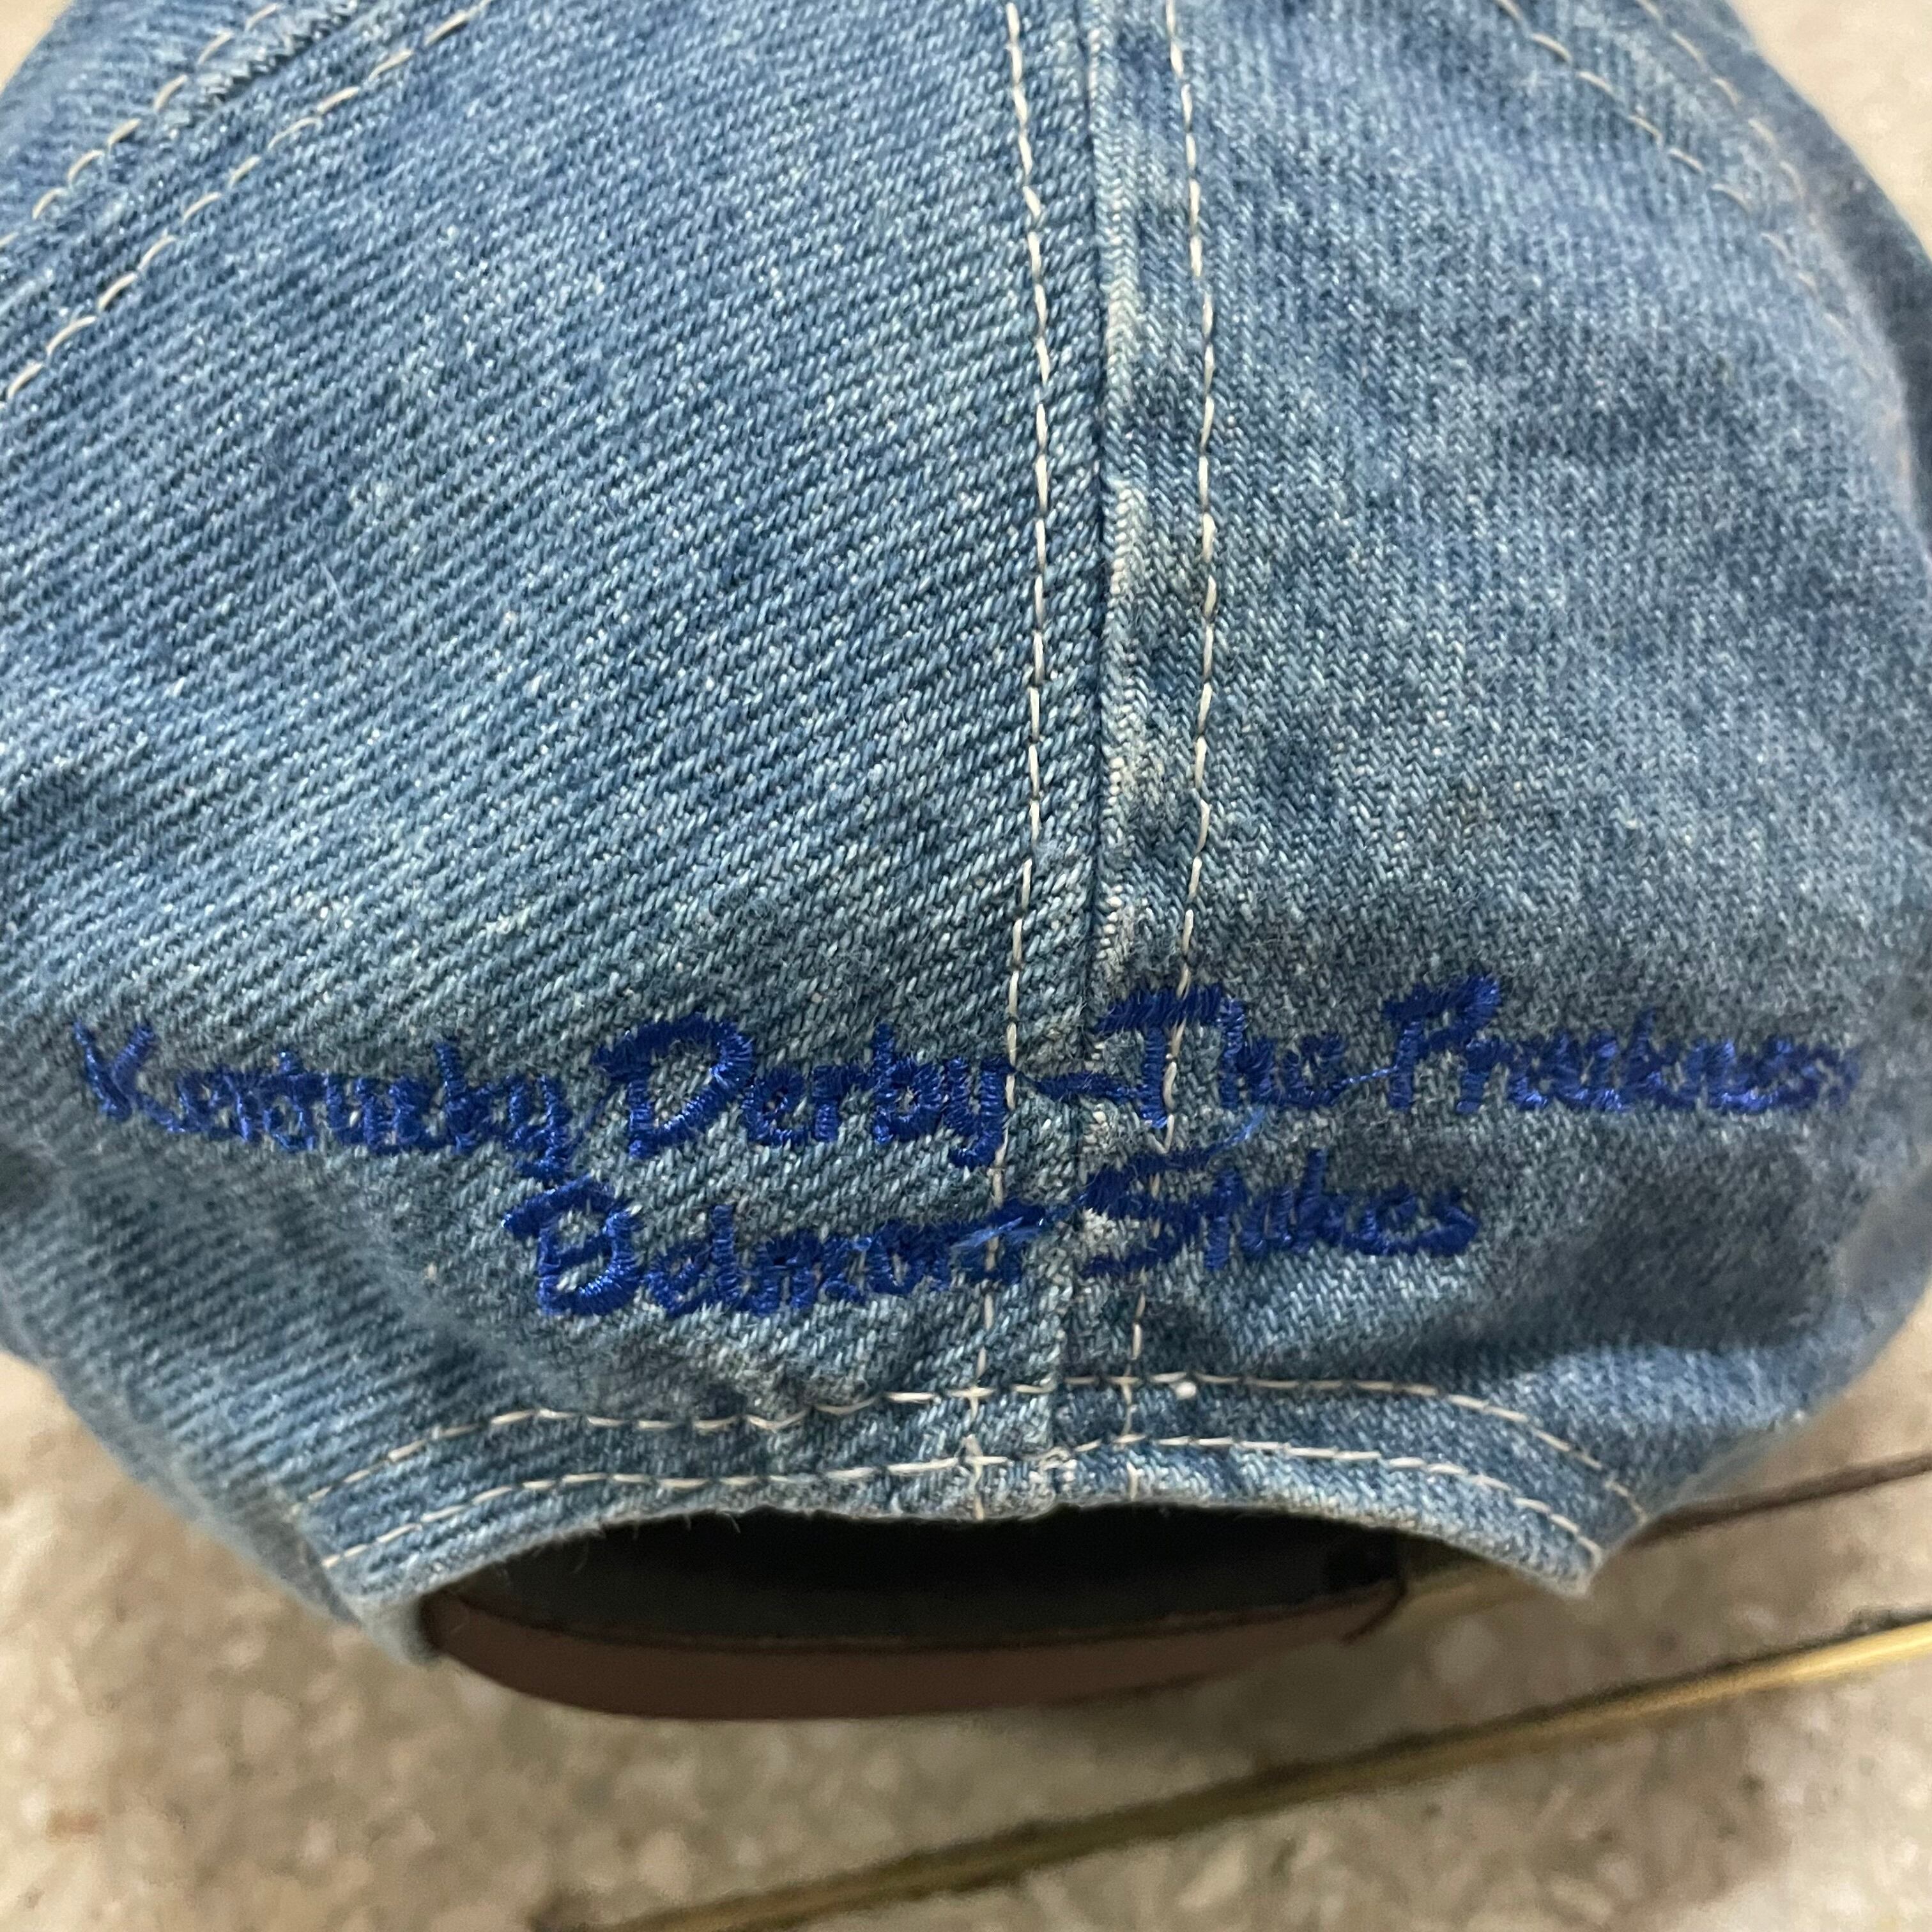 Kentucky Derby - The Preakness
Belmont Stakes